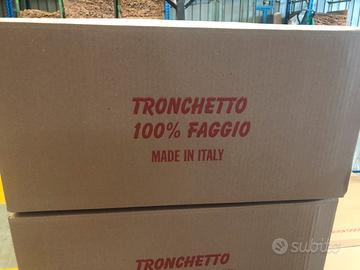 TRONCHETTO
100% FAGGIO
MADE IN ITALY
TRONCHETTO
subito